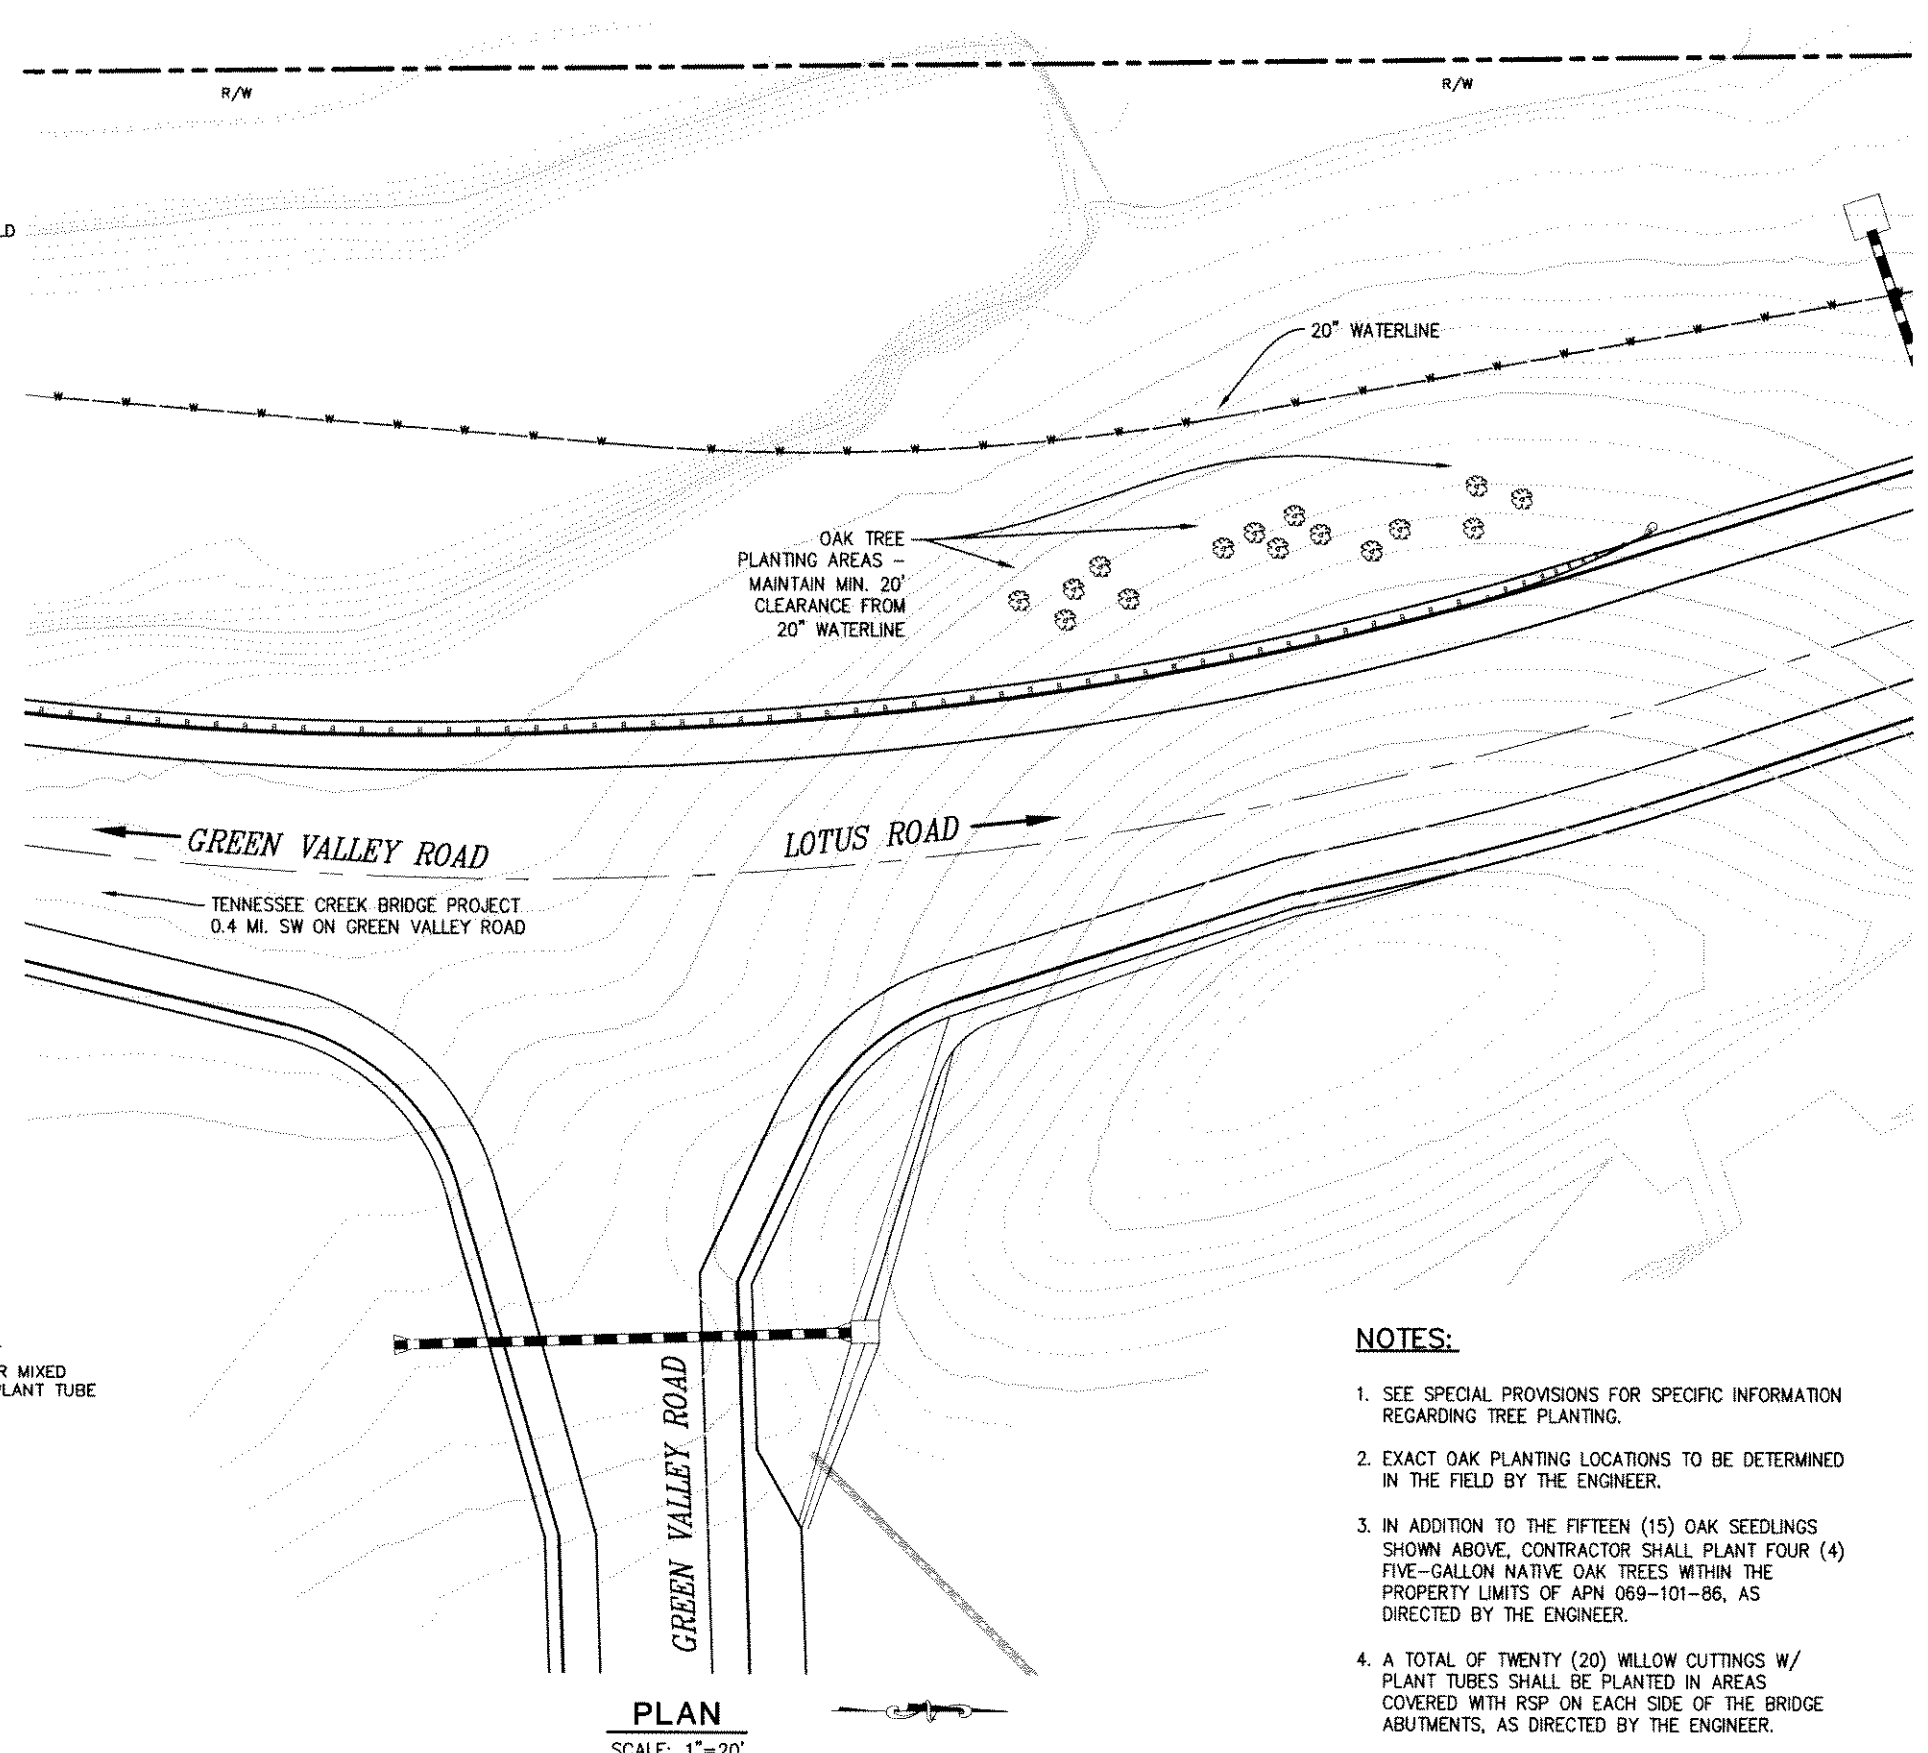 R/W
R/W
LD
20" WATERLINE
OAK TREE
PLANTING AREAS –
MAINTAIN MIN. 20'
CLEARANCE FROM
20" WATERLINE
GREEN VALLEY ROAD
LOTUS ROAD
TENNESSEE CREEK BRIDGE PROJECT
0.4 MI. SW ON GREEN VALLEY ROAD
R MIXED
PLANT TUBE
GREEN VALLEY ROAD
PLAN
SCALE: 1"=20'
NOTES:
1. SEE SPECIAL PROVISIONS FOR SPECIFIC INFORMATION
REGARDING TREE PLANTING.
2. EXACT OAK PLANTING LOCATIONS TO BE DETERMINED
IN THE FIELD BY THE ENGINEER.
3. IN ADDITION TO THE FIFTEEN (15) OAK SEEDLINGS
SHOWN ABOVE, CONTRACTOR SHALL PLANT FOUR (4)
FIVE–GALLON NATIVE OAK TREES WITHIN THE
PROPERTY LIMITS OF APN 069–101–86, AS
DIRECTED BY THE ENGINEER.
4. A TOTAL OF TWENTY (20) WILLOW CUTTINGS W/
PLANT TUBES SHALL BE PLANTED IN AREAS
COVERED WITH RSP ON EACH SIDE OF THE BRIDGE
ABUTMENTS, AS DIRECTED BY THE ENGINEER.